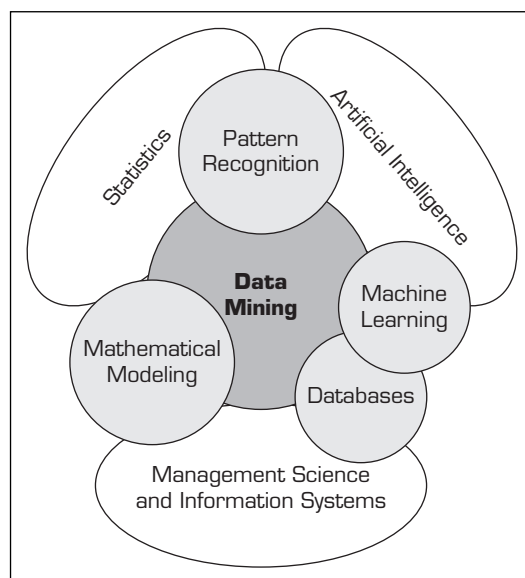 Statistics
Artificial Intelligence
Pattern
Recognition
Data
Mining
Machine
Learning
Mathematical
Modeling
Databases
Management Science
and Information Systems